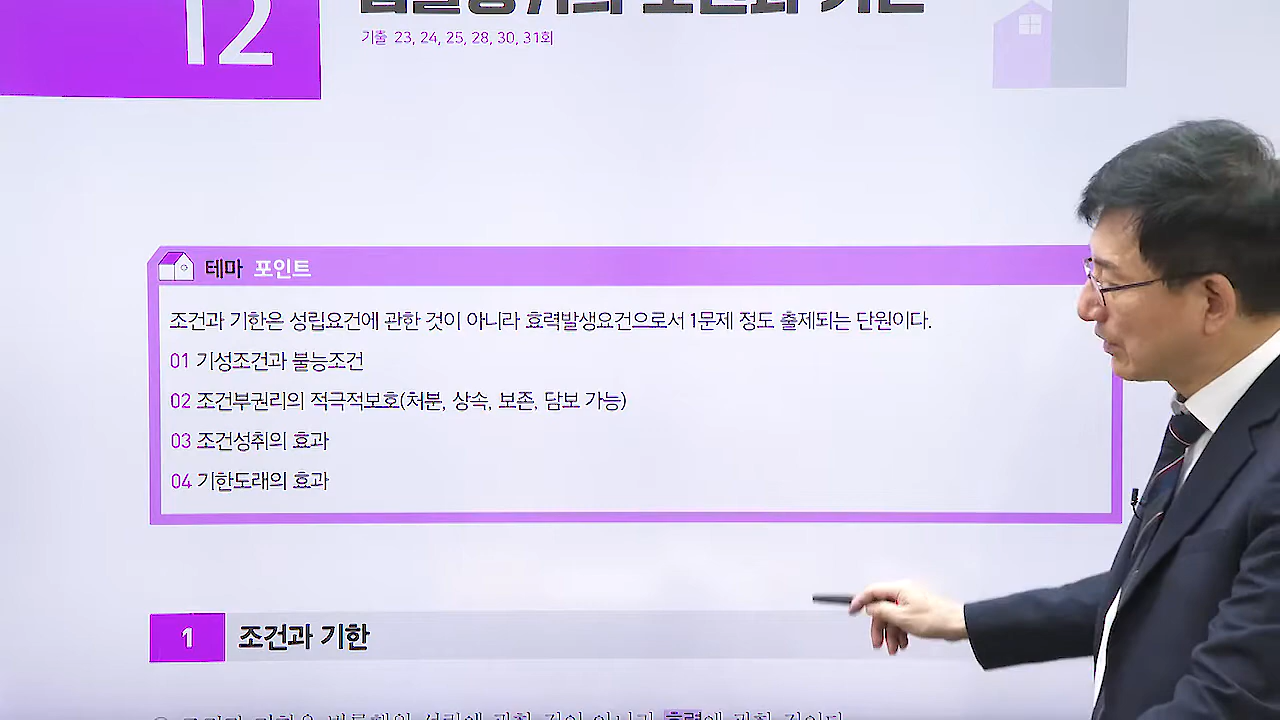 12
기출 23, 24, 25, 28, 30, 31회
테마 포인트
조건과 기한은 성립요건에 관한 것이 아니라 효력발생요건으로서 1문제 정도 출제되는 단원이다.
01 기성조건과 불능조건
02 조건부권리의 적극적보호(처분, 상속, 보존, 담보 가능)
03 조건성취의 효과
04 기한도래의 효과
1 조건과 기한